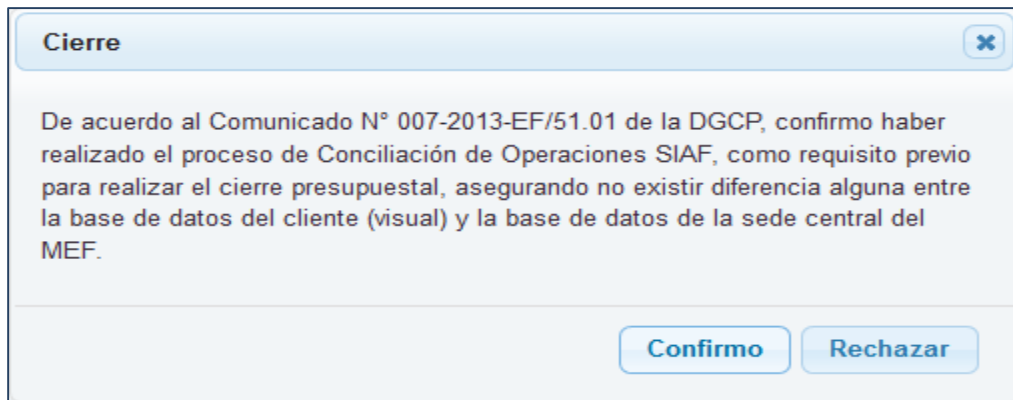 Cierre
De acuerdo al Comunicado N° 007-2013-EF/51.01 de la DGCP, confirmo haber
realizado el proceso de Conciliación de Operaciones SIAF, como requisito previo
para realizar el cierre presupuestal, asegurando no existir diferencia alguna entre
la base de datos del cliente (visual) y la base de datos de la sede central del
MEF.
Confirmo Rechazar